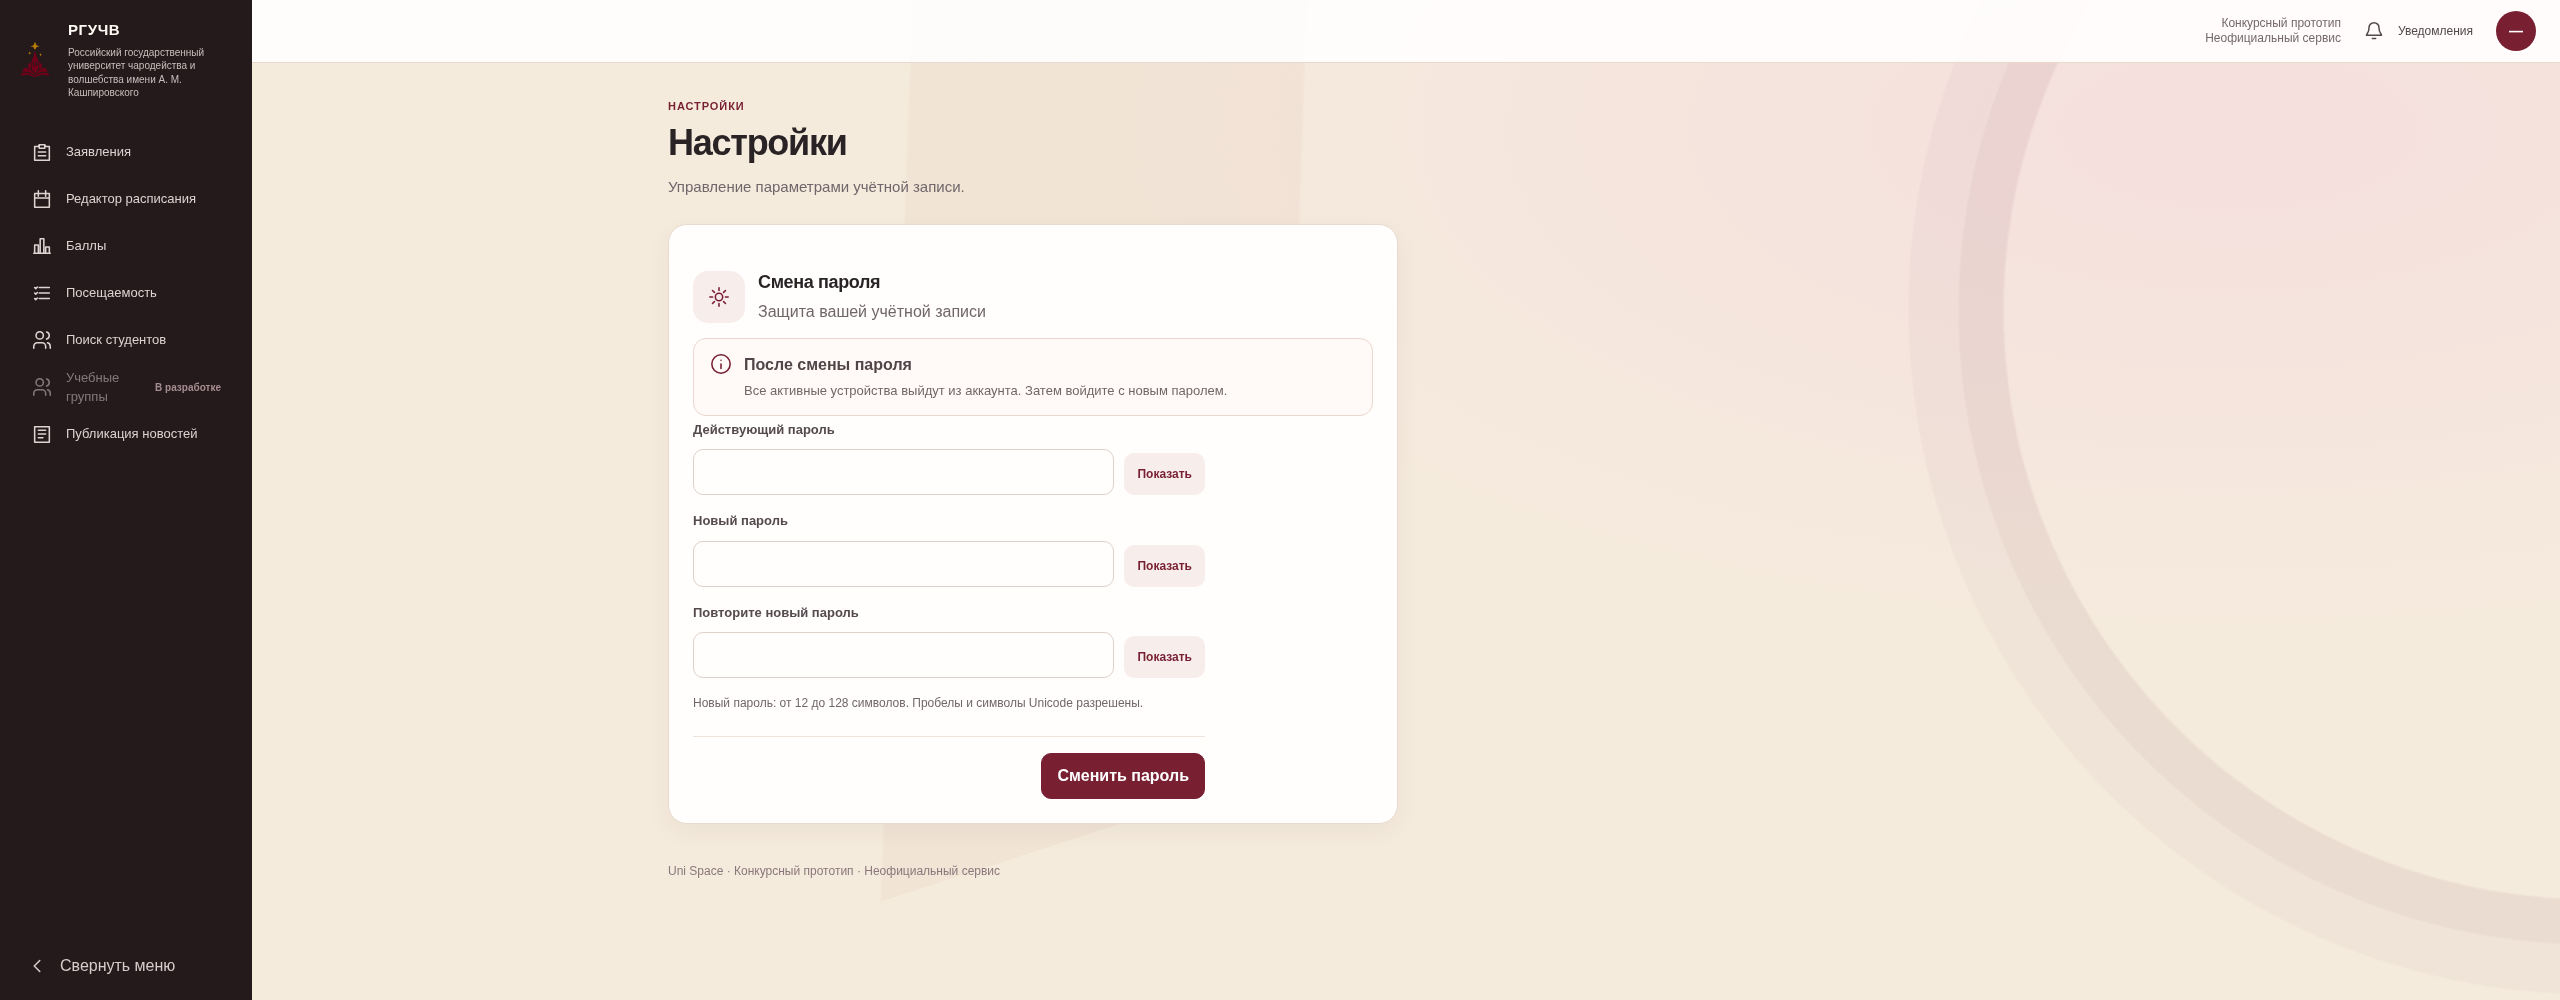 РГУЧВ
Российский государственный
университет чародейства и
волшебства имени А. М.
Кашпировского
Заявления
Редактор расписания
Баллы
Посещаемость
Поиск студентов
Учебные
группы
В разработке
Публикация новостей
Свернуть меню
Конкурсный прототип
Неофициальный сервис
Уведомления
НАСТРОЙКИ
Настройки
Управление параметрами учётной записи.
Смена пароля
Защита вашей учётной записи
После смены пароля
Все активные устройства выйдут из аккаунта. Затем войдите с новым паролем.
Действующий пароль
Показать
Новый пароль
Показать
Повторите новый пароль
Показать
Новый пароль: от 12 до 128 символов. Пробелы и символы Unicode разрешены.
Сменить пароль
Uni Space · Конкурсный прототип · Неофициальный сервис